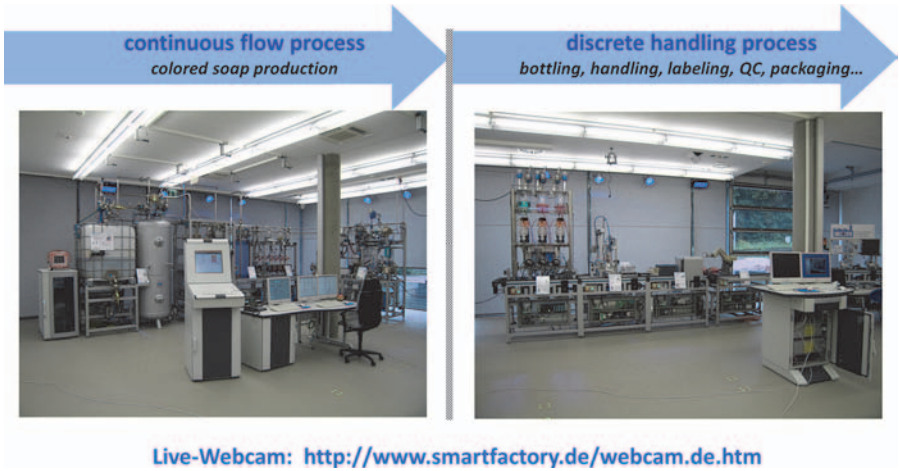 continuous flow process
colored soap production
discrete handling process
bottling, handling, labeling, QC, packaging...
Live-Webcam: http://www.smartfactory.de/webcam.de.htm